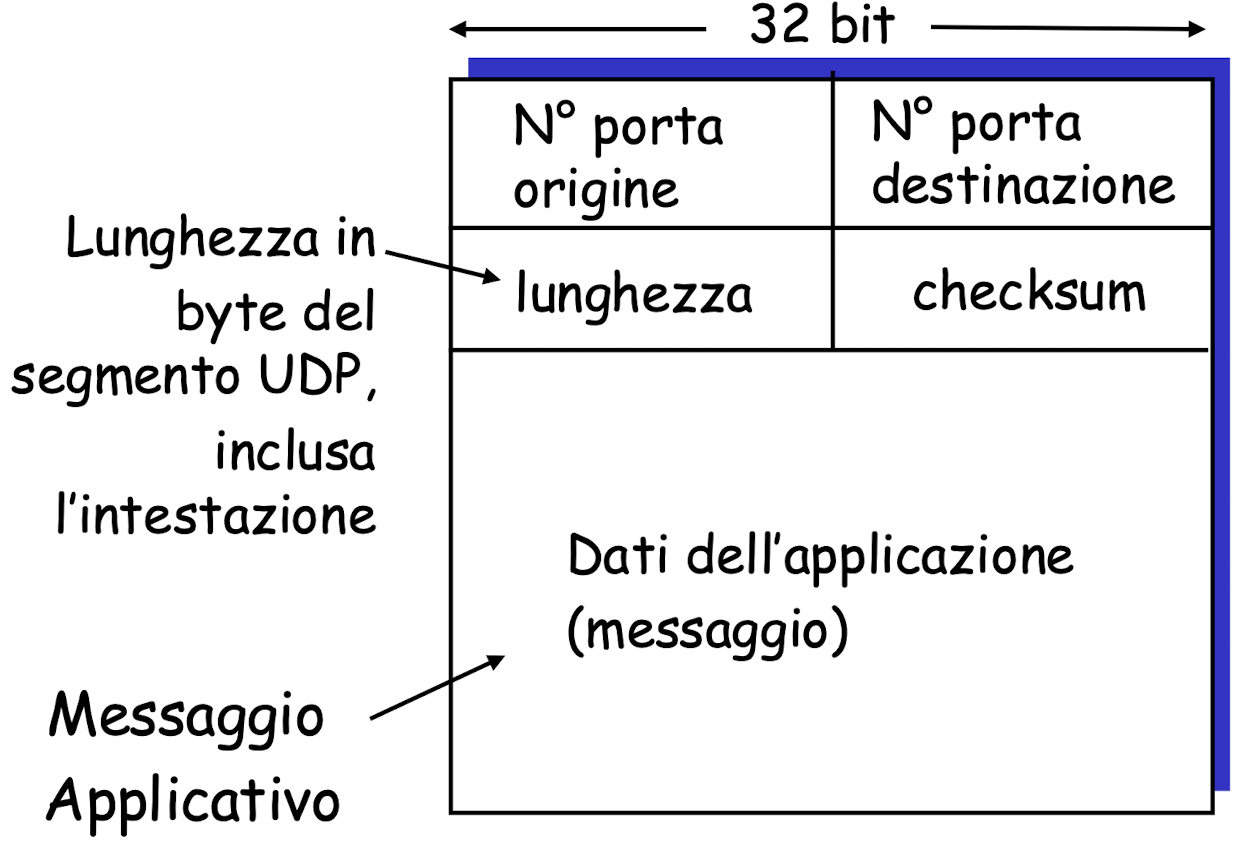 32 bit
N° porta
origine
N° porta
destinazione
Lunghezza in
byte del
segmento UDP,
inclusa
l'intestazione
lunghezza
checksum
Dati dell'applicazione
(messaggio)
Messaggio
Applicativo